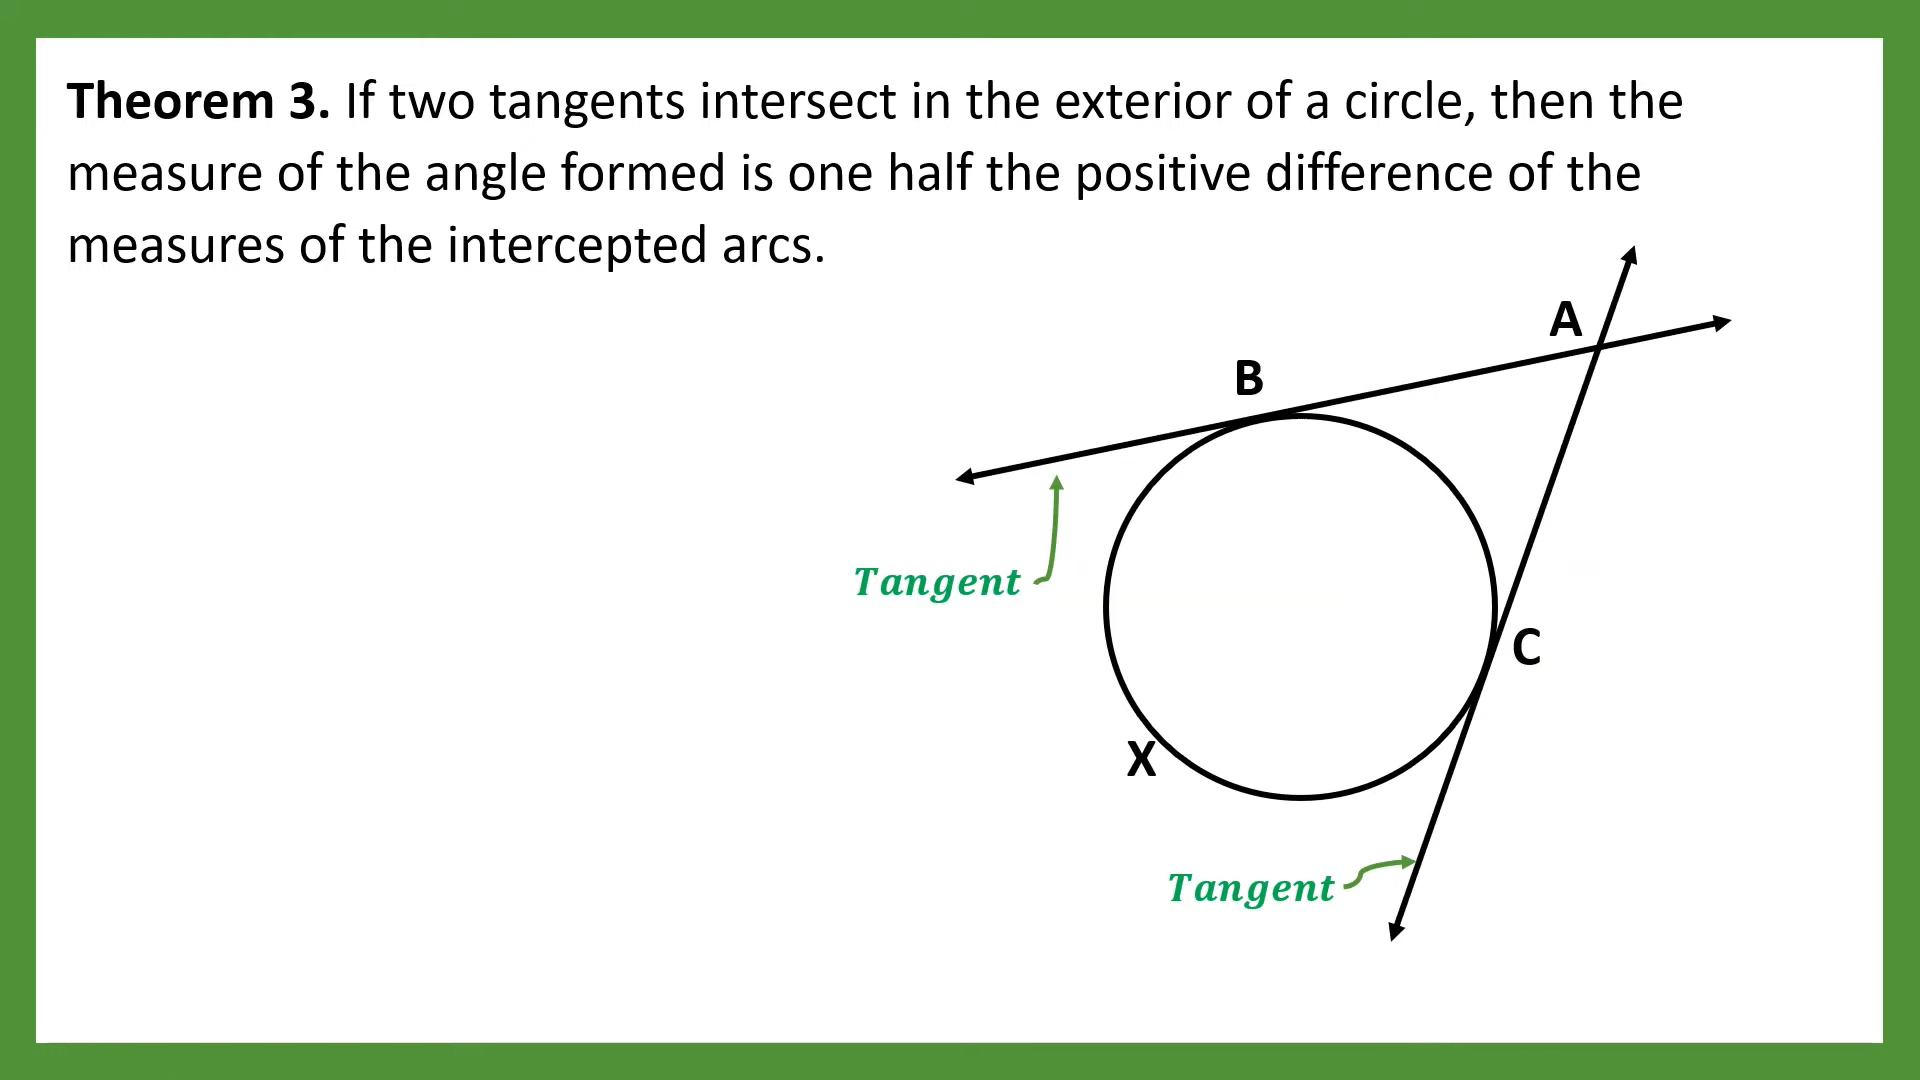 Theorem 3. If two tangents intersect in the exterior of a circle, then the
measure of the angle formed is one half the positive difference of the
measures of the intercepted arcs.
A
B
Tangent
C
X
Tangent